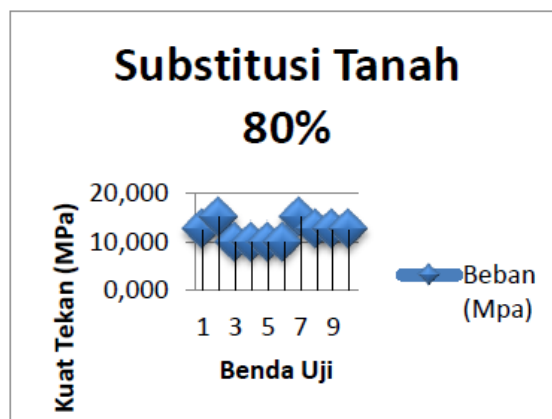 Substitusi Tanah
80%
Kuat Tekan (MPa)
20,000
10,000
0,000
1 3 5 7 9
Benda Uji
Beban
(Mpa)